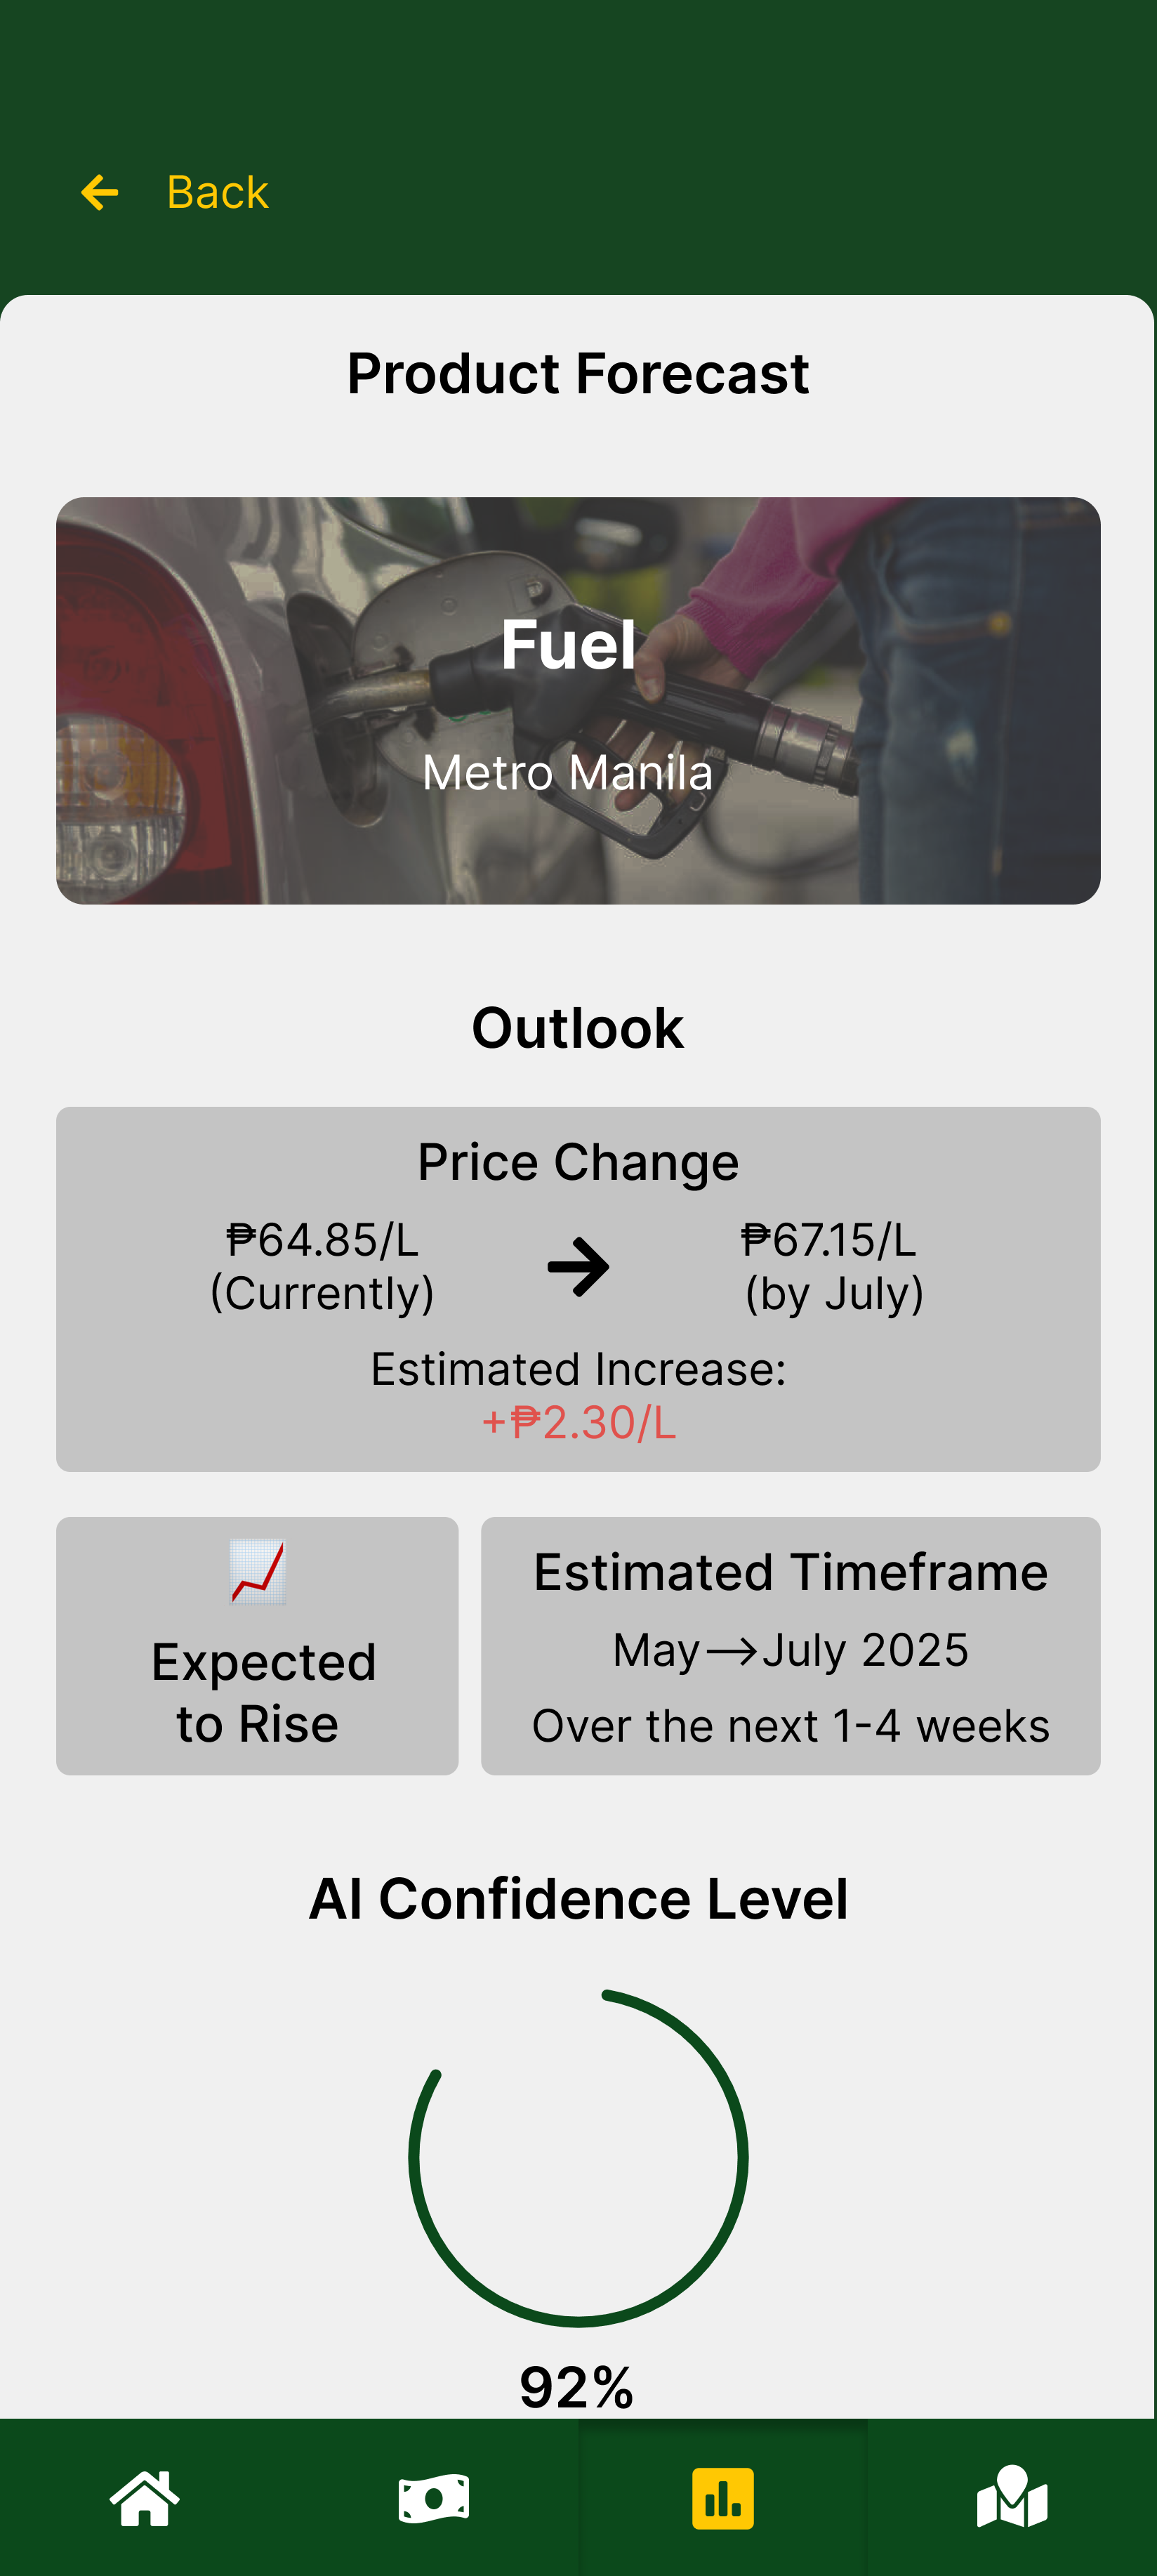 Back
Product Forecast
Fuel
Metro Manila
Outlook
Price Change
₱64.85/L
(Currently)
₱67.15/L
(by July)
Estimated Increase:
+₱2.30/L
Expected
to Rise
Estimated Timeframe
May→July 2025
Over the next 1-4 weeks
AI Confidence Level
92%